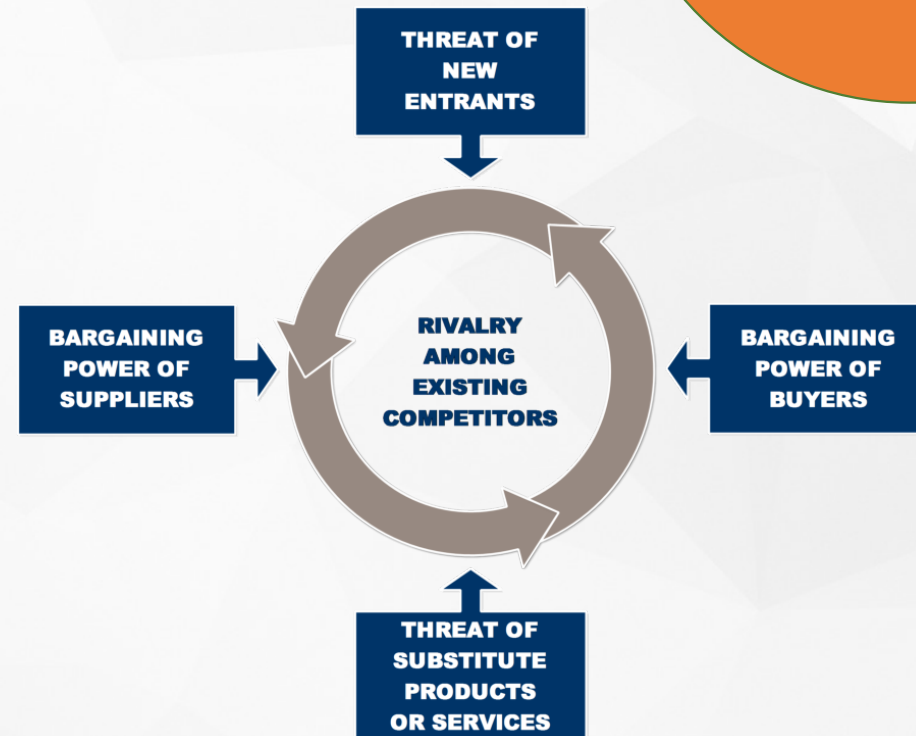 THREAT OF
NEW
ENTRANTS
BARGAINING
POWER OF
SUPPLIERS
RIVALRY
AMONG
EXISTING
COMPETITORS
BARGAINING
POWER OF
BUYERS
THREAT OF
SUBSTITUTE
PRODUCTS
OR SERVICES